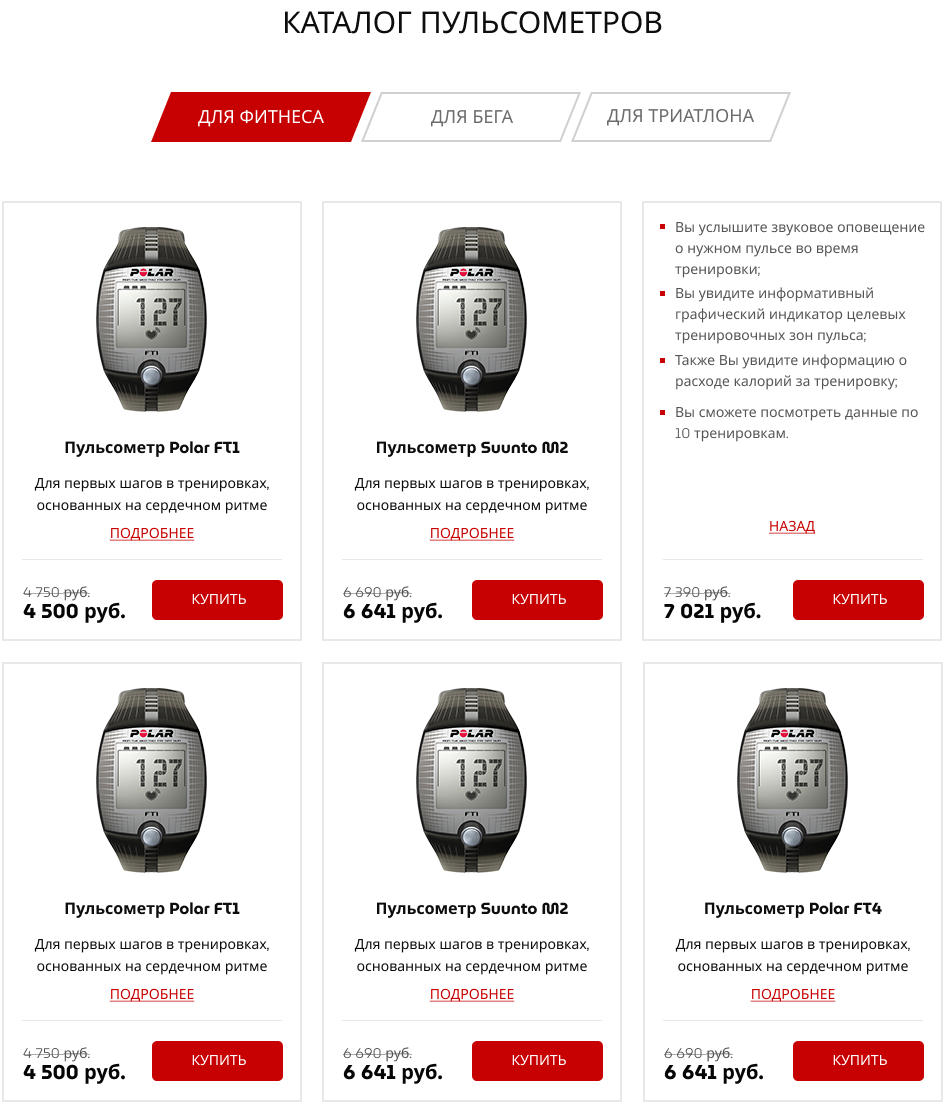 КАТАЛОГ ПУЛЬСОМЕТРОВ
ДЛЯ ФИТНЕСА
ДЛЯ БЕГА
ДЛЯ ТРИАТЛОНА
POLAR
127
FT1
Пульсометр Polar FT1
Для первых шагов в тренировках,
основанных на сердечном ритме
ПОДРОБНЕЕ
4 750 руб.
4 500 руб.
КУПИТЬ
POLAR
127
FT1
Пульсометр Suunto M2
Для первых шагов в тренировках,
основанных на сердечном ритме
ПОДРОБНЕЕ
6 690 руб.
6 641 руб.
КУПИТЬ
Вы услышите звуковое оповещение
о нужном пульсе во время
тренировки;
Вы увидите информативный
графический индикатор целевых
тренировочных зон пульса;
Также Вы увидите информацию о
расходе калорий за тренировку;
Вы сможете посмотреть данные по
10 тренировкам.
НАЗАД
7 390 руб.
7 021 руб.
КУПИТЬ
POLAR
127
FT1
Пульсометр Polar FT1
Для первых шагов в тренировках,
основанных на сердечном ритме
ПОДРОБНЕЕ
4 750 руб.
4 500 руб.
КУПИТЬ
POLAR
127
FT1
Пульсометр Suunto M2
Для первых шагов в тренировках,
основанных на сердечном ритме
ПОДРОБНЕЕ
6 690 руб.
6 641 руб.
КУПИТЬ
POLAR
127
FT1
Пульсометр Polar FT4
Для первых шагов в тренировках,
основанных на сердечном ритме
ПОДРОБНЕЕ
6 690 руб.
6 641 руб.
КУПИТЬ